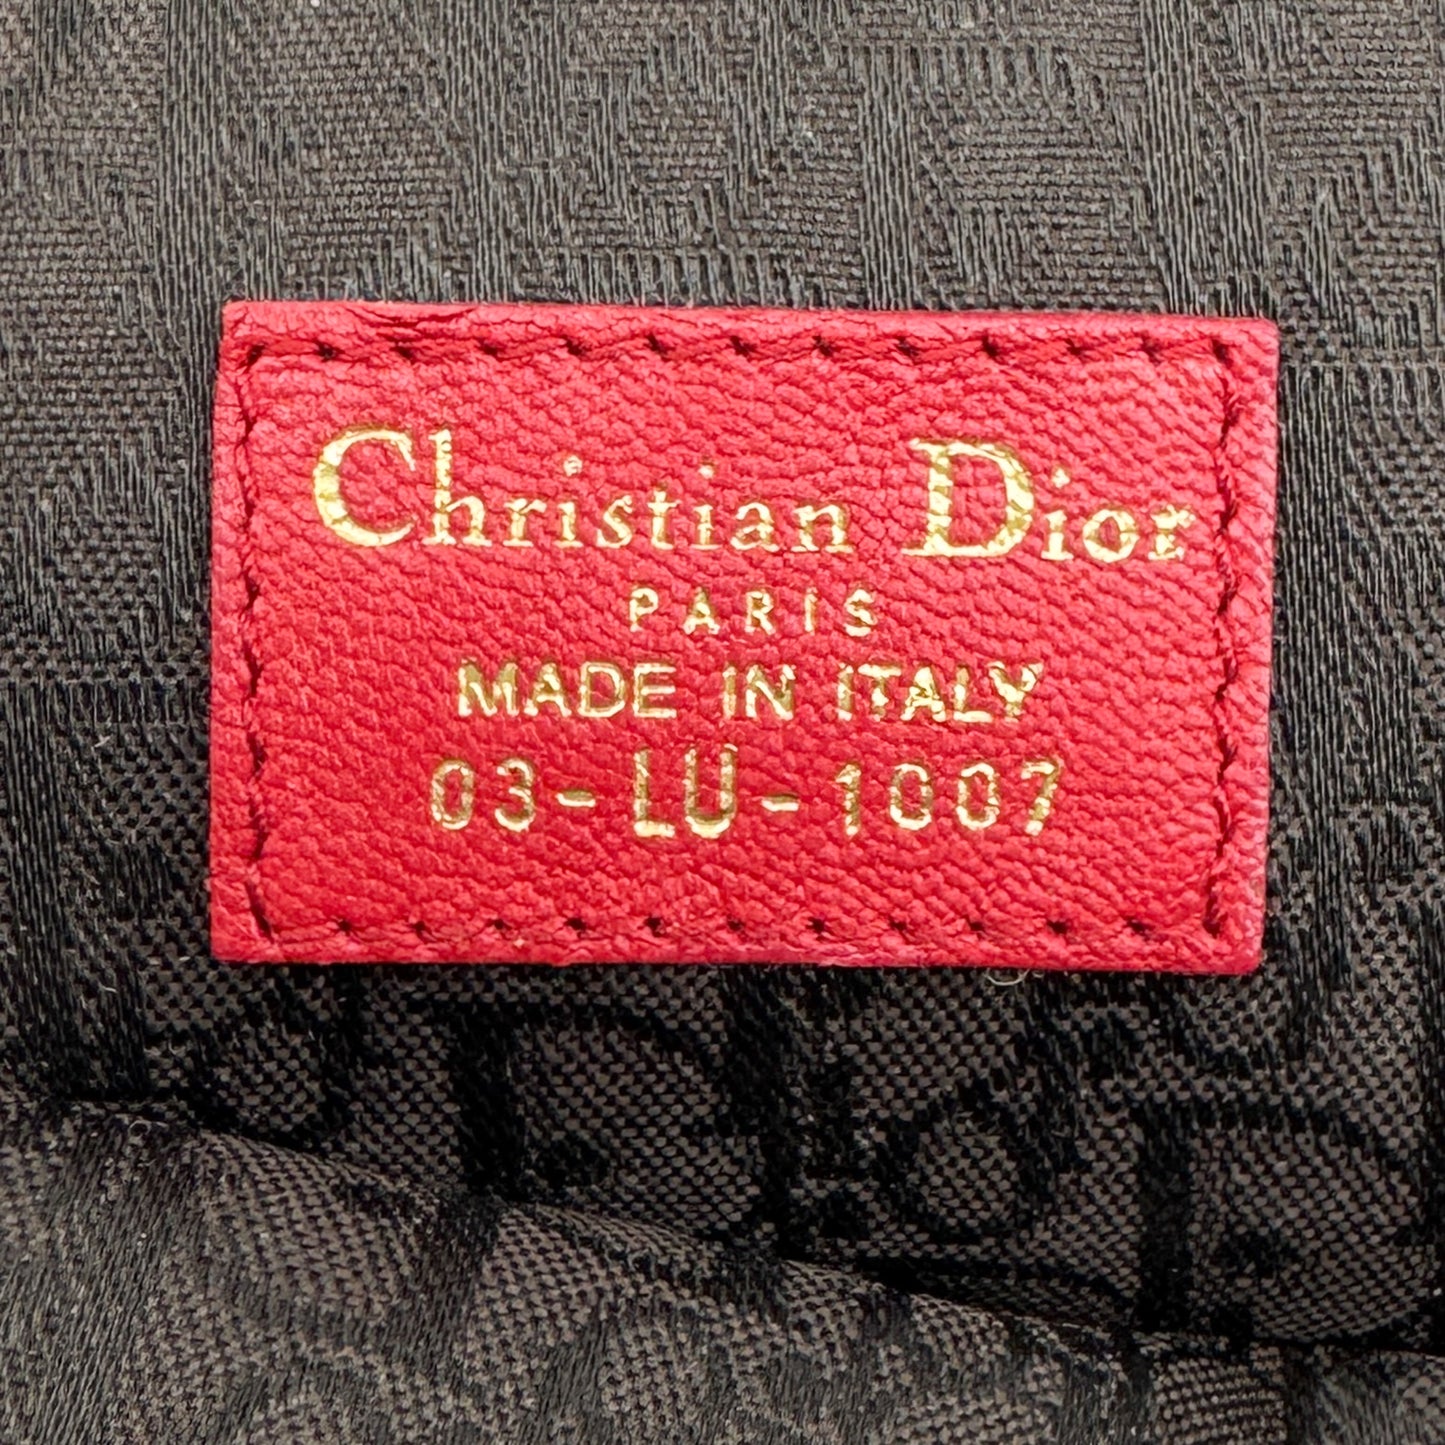 Christian Dior
PARIS
MADE IN ITALY
03-LU-1007